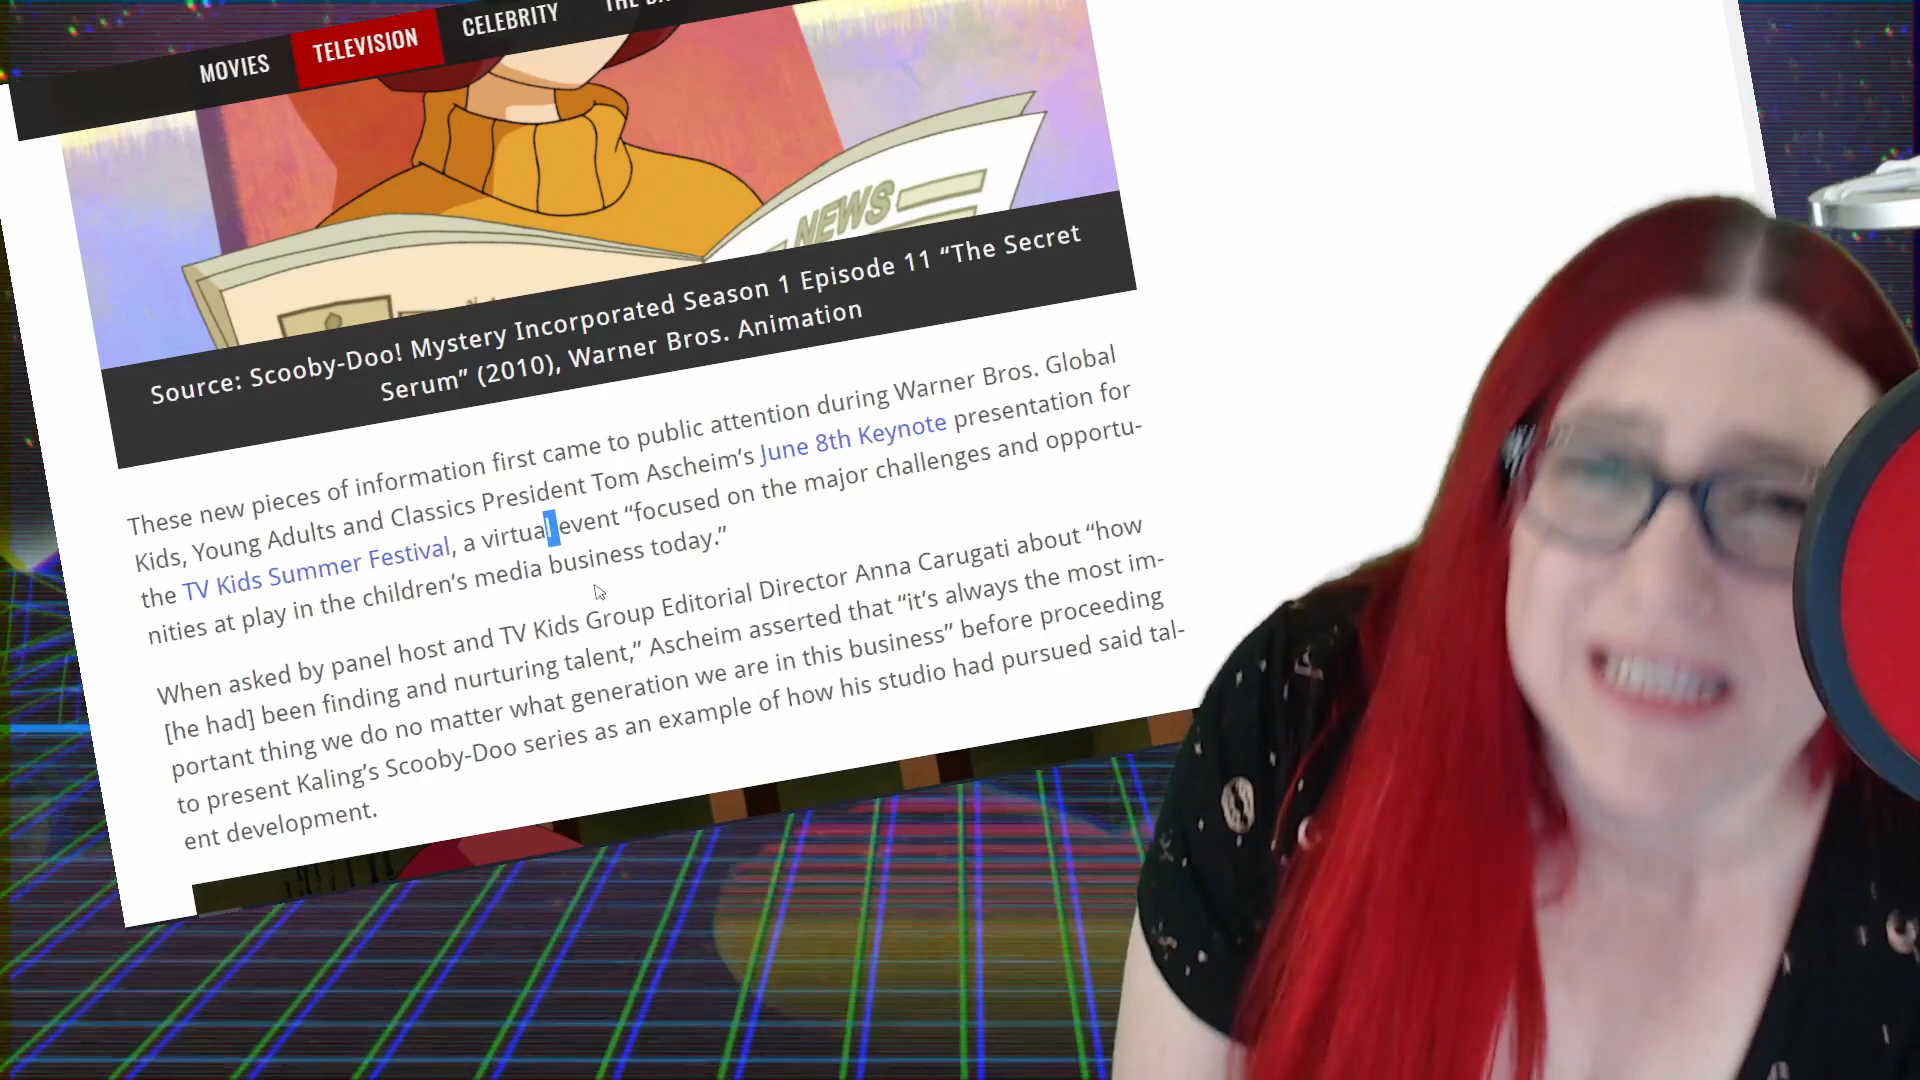 MOVIES TELEVISION CELEBRITY THE
NEWS
Source: Scooby-Doo! Mystery Incorporated Season 1 Episode 11 “The Secret
Serum” (2010), Warner Bros. Animation
These new pieces of information first came to public attention during Warner Bros. Global
Kids, Young Adults and Classics President Tom Ascheim’s June 8th Keynote presentation for
the TV Kids Summer Festival, a virtual event “focused on the major challenges and opportu-
nities at play in the children’s media business today.”
When asked by panel host and TV Kids Group Editorial Director Anna Carugati about “how
[he had] been finding and nurturing talent,” Ascheim asserted that “it’s always the most im-
portant thing we do no matter what generation we are in this business” before proceeding
to present Kaling’s Scooby-Doo series as an example of how his studio had pursued said tal-
ent development.